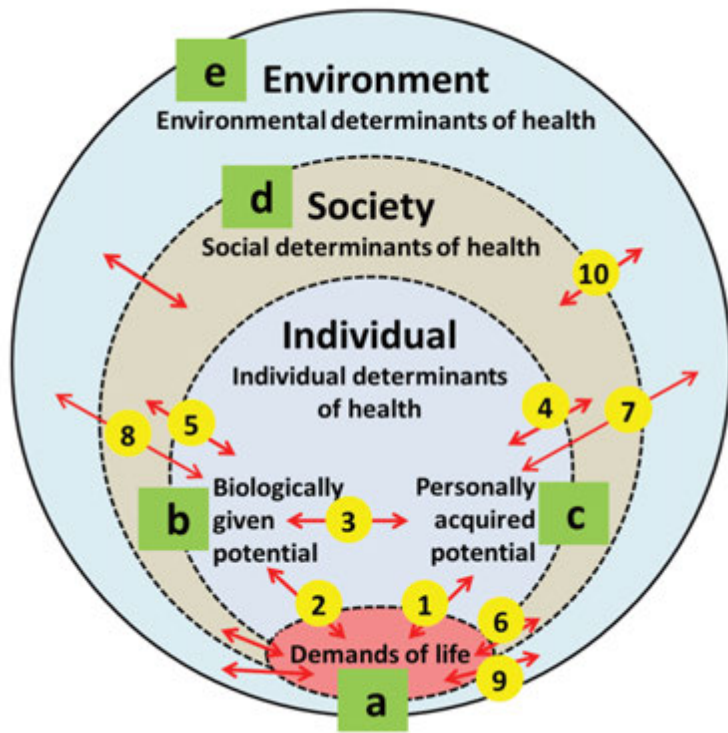 e
Environment
Environmental determinants of health
d
Society
Social determinants of health
10
Individual
Individual determinants
of health
4
7
5
8
Biologically
given
potential
b
3
Personally
acquired
potential
c
2
1
6
Demands of life
9
a